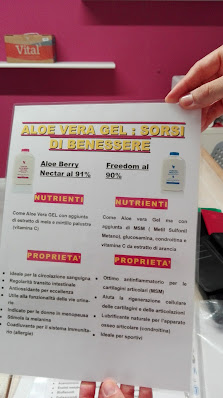 Vital
ALOE VERA GEL : SORSI
DI BENESSERE
Aloe Berry
Nectar al 91%
Freedom al
90%
NUTRIENTI
Come Aloe Vera GEL con aggiunta
di estratto di mela e mirtillo palustre
(vitamina C)
NUTRIENTI
Come Aloe Vera gel ma con
aggiunta di MSM ( Metil Sulfonil
Metano), glucosamina, condroitina e
vitamina C da estratto di arancia
PROPRIETA'
Ideale per la circolazione sanguigna
Regolarità transito intestinale
Antiossidante per eccellenza
Utile alla funzionalità delle vie urina-
rie
Indicato per le donne in menopausa
Stimola la melanina
Coadiuvante per il sistema immunita-
rio (allergie)
PROPRIETA'
Ottimo antinfiammatorio per le
cartilagini articolari (MSM)
Aiuta la rigenerazione cellulare
delle cartilagini e delle articolazioni
Lubrificante naturale per l'apparato
osseo articolare (condroitina)
Ideale per sportivi